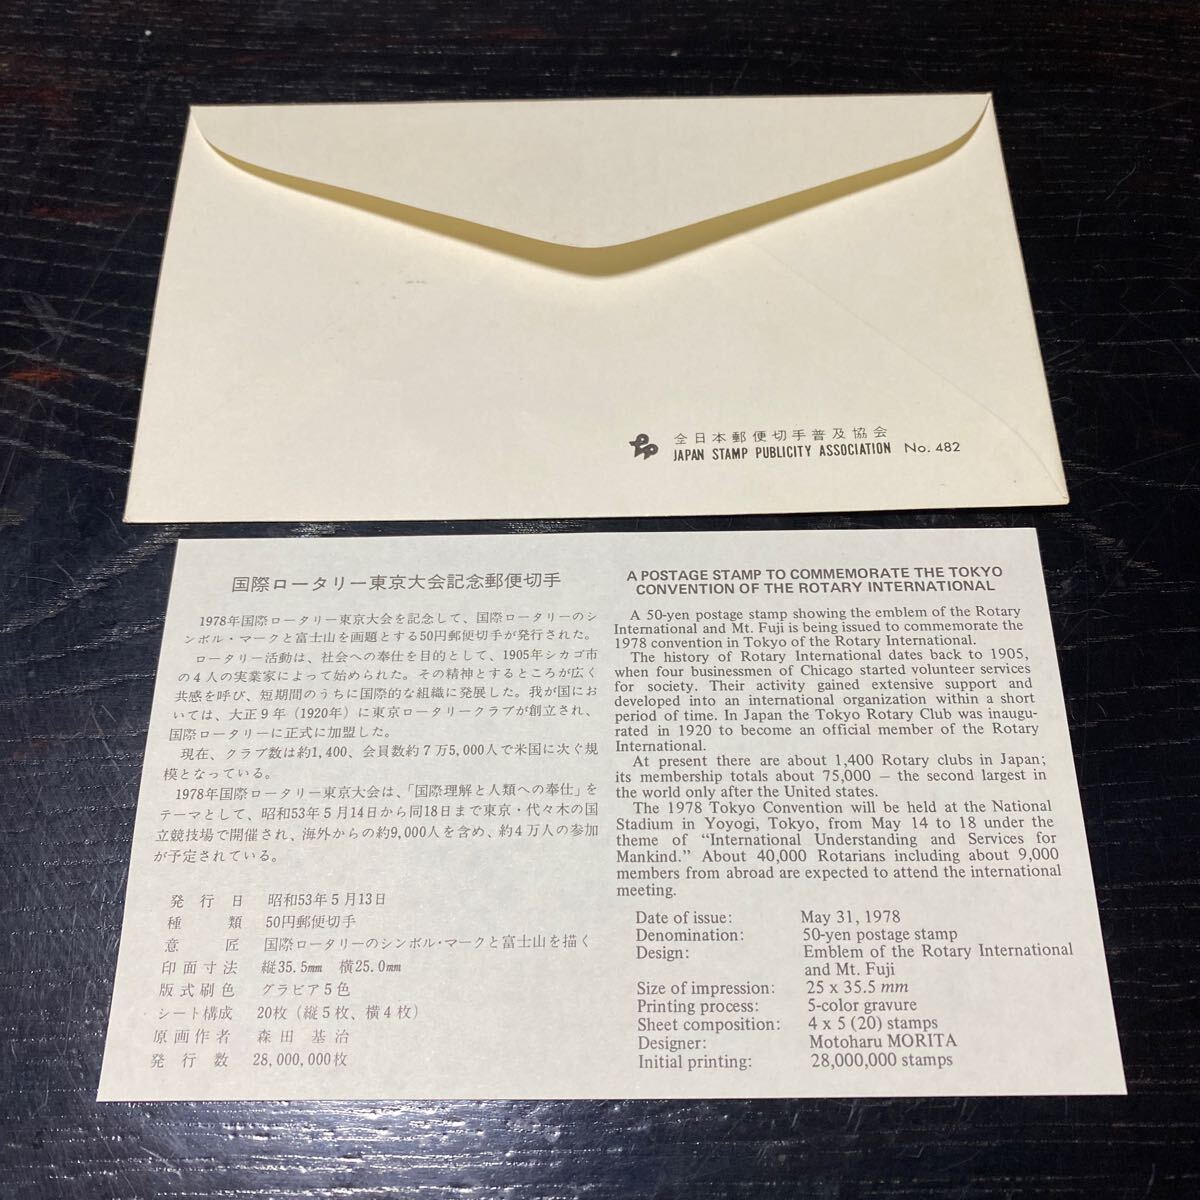 全日本郵便切手普及協会
JAPAN STAMP PUBLICITY ASSOCIATION No. 482
国際ロータリー東京大会記念郵便切手
1978年国際ロータリー東京大会を記念して、国際ロータリーのシ
ンボル・マークと富士山を画題とする50円郵便切手が発行された。
ロータリー活動は、社会への奉仕を目的として、1905年シカゴ市
の4人の実業家によって始められた。その精神とするところが広く
共感を呼び、短期間のうちに国際的な組織に発展した。我が国にお
いては、大正9年（1920年）に東京ロータリークラブが創立され、
国際ロータリーに正式に加盟した。
現在、クラブ数は約1,400、会員数約7万5,000人で米国に次ぐ規
模となっている。
1978年国際ロータリー東京大会は、「国際理解と人類への奉仕」を
テーマとして、昭和53年5月14日から同18日まで東京・代々木の国
立競技場で開催され、海外からの約9,000人を含め、約4万人の参加
が予定されている。
発行日 昭和53年5月13日
種類 50円郵便切手
意匠 国際ロータリーのシンボル・マークと富士山を描く
印面寸法 縦35.5mm 横25.0mm
版式刷色 グラビア5色
シート構成 20枚（縦5枚、横4枚）
原画作者 森田基治
発行数 28,000,000枚
A POSTAGE STAMP TO COMMEMORATE THE TOKYO
CONVENTION OF THE ROTARY INTERNATIONAL
A 50-yen postage stamp showing the emblem of the Rotary
International and Mt. Fuji is being issued to commemorate the
1978 convention in Tokyo of the Rotary International.
The history of Rotary International dates back to 1905,
when four businessmen of Chicago started volunteer services
for society. Their activity gained extensive support and
developed into an international organization within a short
period of time. In Japan the Tokyo Rotary Club was inaugu-
rated in 1920 to become an official member of the Rotary
International.
At present there are about 1,400 Rotary clubs in Japan;
its membership totals about 75,000 – the second largest in
the world only after the United states.
The 1978 Tokyo Convention will be held at the National
Stadium in Yoyogi, Tokyo, from May 14 to 18 under the
theme of “International Understanding and Services for
Mankind.” About 40,000 Rotarians including about 9,000
members from abroad are expected to attend the international
meeting.
Date of issue: May 31, 1978
Denomination: 50-yen postage stamp
Design: Emblem of the Rotary International
and Mt. Fuji
Size of impression: 25 x 35.5 mm
Printing process: 5-color gravure
Sheet composition: 4 x 5 (20) stamps
Designer: Motoharu MORITA
Initial printing: 28,000,000 stamps